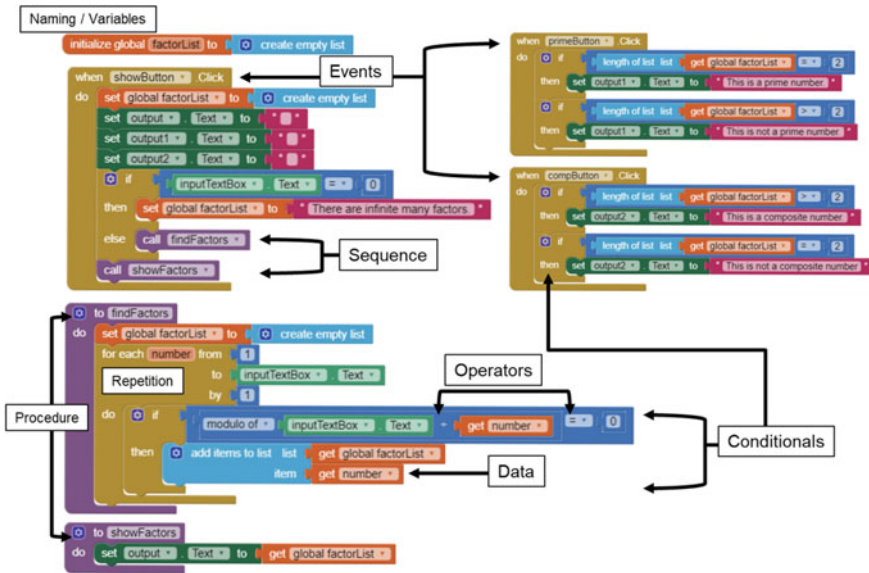 Naming / Variables
initialize global factorList to create empty list
when showButton .Click
do set global factorList to create empty list
set output . Text to " "
set output1 . Text to " "
set output2 . Text to " "
if inputTextBox . Text = 0
then set global factorList to " There are infinite many factors. "
else call findFactors
call showFactors
Events
Sequence
when primeButton .Click
do if length of list list get global factorList = 2
then set output1 . Text to " This is a prime number. "
if length of list list get global factorList > 2
then set output1 . Text to " This is not a prime number. "
when compButton .Click
do if length of list list get global factorList > 2
then set output2 . Text to " This is a composite number. "
if length of list list get global factorList = 2
then set output2 . Text to " This is not a composite number "
to findFactors
do set global factorList to create empty list
for each number from 1
to inputTextBox . Text
by 1
Repetition
Procedure
Operators
do if modulo of inputTextBox . Text ÷ get number = 0
then add items to list list get global factorList
item get number
Data
Conditionals
to showFactors
do set output . Text to get global factorList